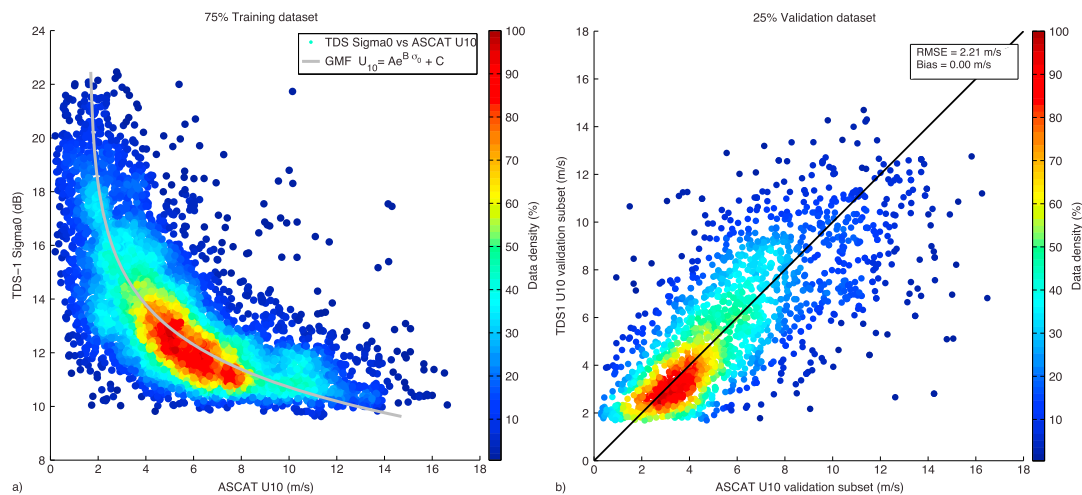 75% Training dataset
24
22
20
18
16
14
12
10
8
TDS-1 Sigma0 (dB)
TDS Sigma0 vs ASCAT U10
GMF U10= Ae^B σ0 + C
100
90
80
70
60
50
40
30
20
10
Data density (%)
0 2 4 6 8 10 12 14 16 18
ASCAT U10 (m/s)
a)
25% Validation dataset
18
16
14
12
10
8
6
4
2
0
TDS1 U10 validation subset (m/s)
RMSE = 2.21 m/s
Bias = 0.00 m/s
100
90
80
70
60
50
40
30
20
10
Data density (%)
0 2 4 6 8 10 12 14 16 18
ASCAT U10 validation subset (m/s)
b)